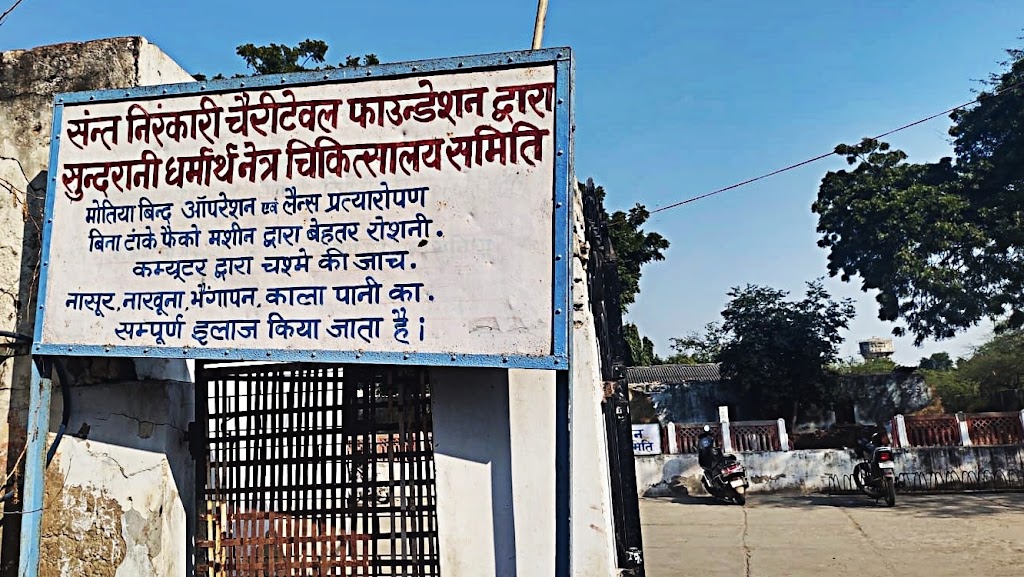 संन्त निरंकारी चैरीटेवल फाउन्डेशन द्वारा
सुन्दरानी धर्मार्थ नेत्र चिकित्सालय समिति
मोतिया बिन्द ऑपरेशन एवं लैन्स प्रत्यारोपण
बिना टांके फैको मशीन द्वारा बेहतर रोशनी.
कम्यूटर द्वारा चश्मे की जाच.
नासूर, नाखूना, भैंगापन, काला पानी का.
सम्पूर्ण इलाज किया जाता है।